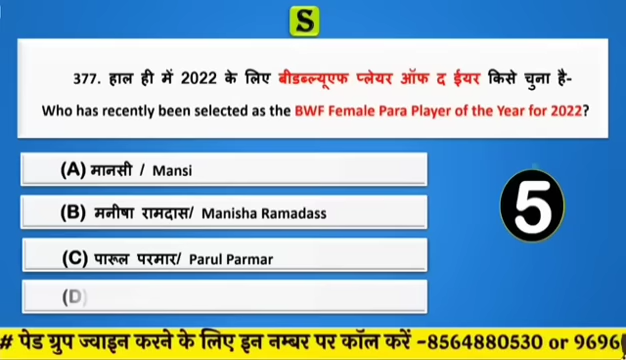 S
377. हाल ही में 2022 के लिए बीडब्ल्यूएफ प्लेयर ऑफ द ईयर किसे चुना है-
Who has recently been selected as the BWF Female Para Player of the Year for 2022?
(A) मानसी / Mansi
(B) मनीषा रामदास/ Manisha Ramadass
(C) पारूल परमार/ Parul Parmar
(D)
5
# पेड ग्रुप ज्वाइन करने के लिए इन नम्बर पर कॉल करें -8564880530 or 9696